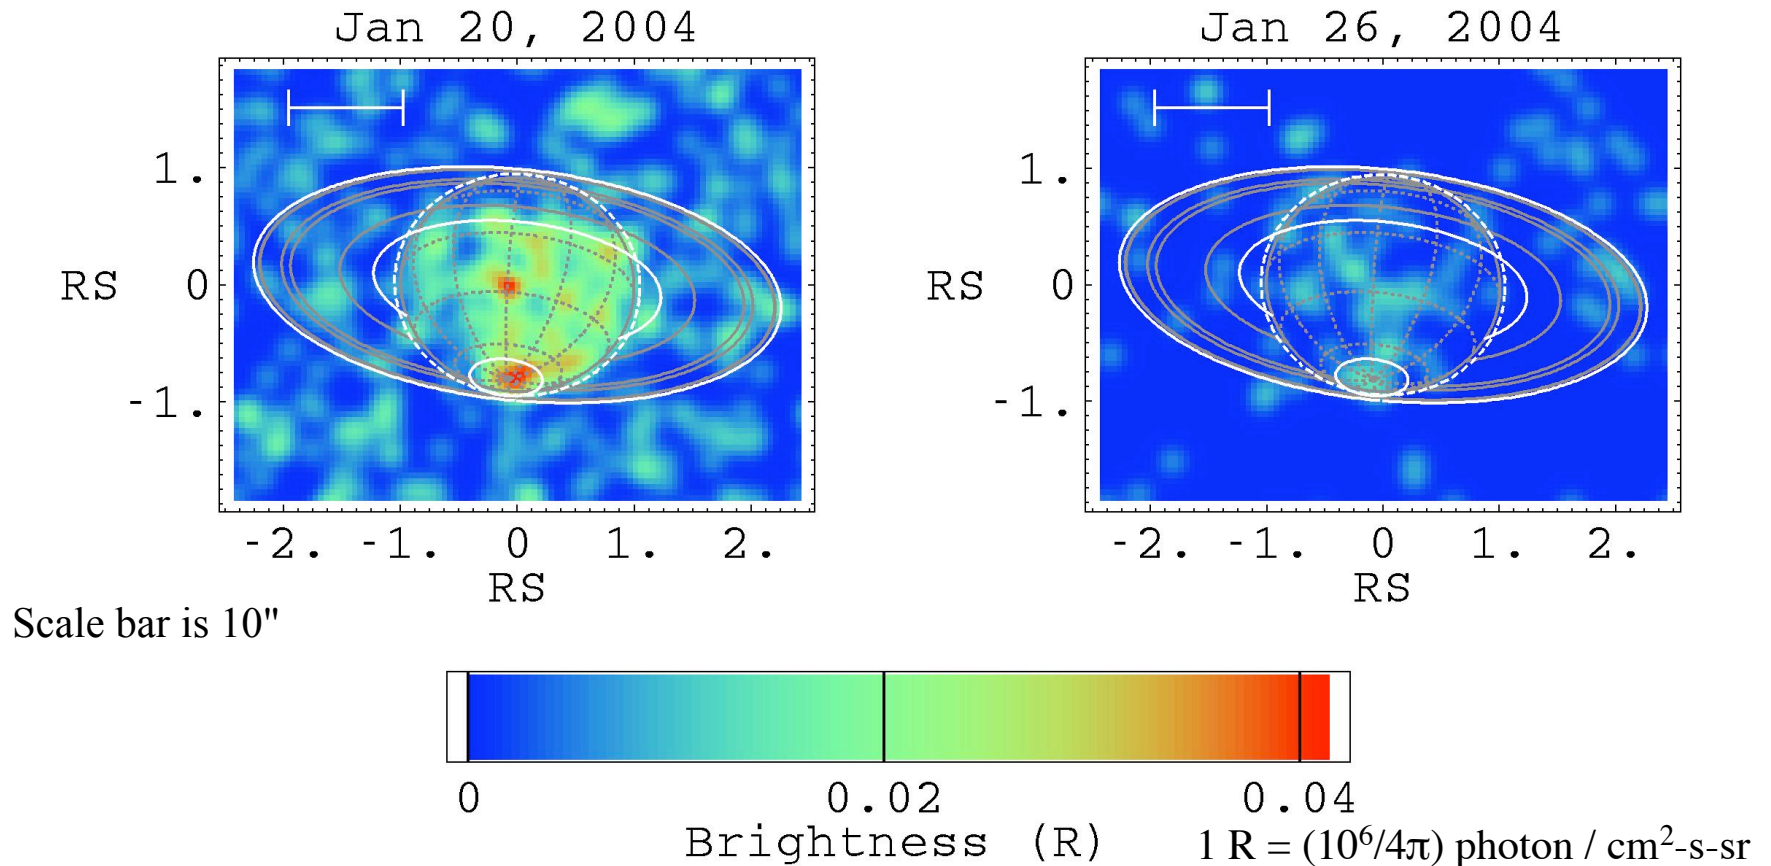 Jan 20, 2004
Jan 26, 2004
1.
RS 0
-1.
-2. -1. 0 1. 2.
RS
1.
RS 0
-1.
-2. -1. 0 1. 2.
RS
Scale bar is 10"
0 0.02 0.04
Brightness (R)
1 R = (10⁶/4π) photon / cm²-s-sr